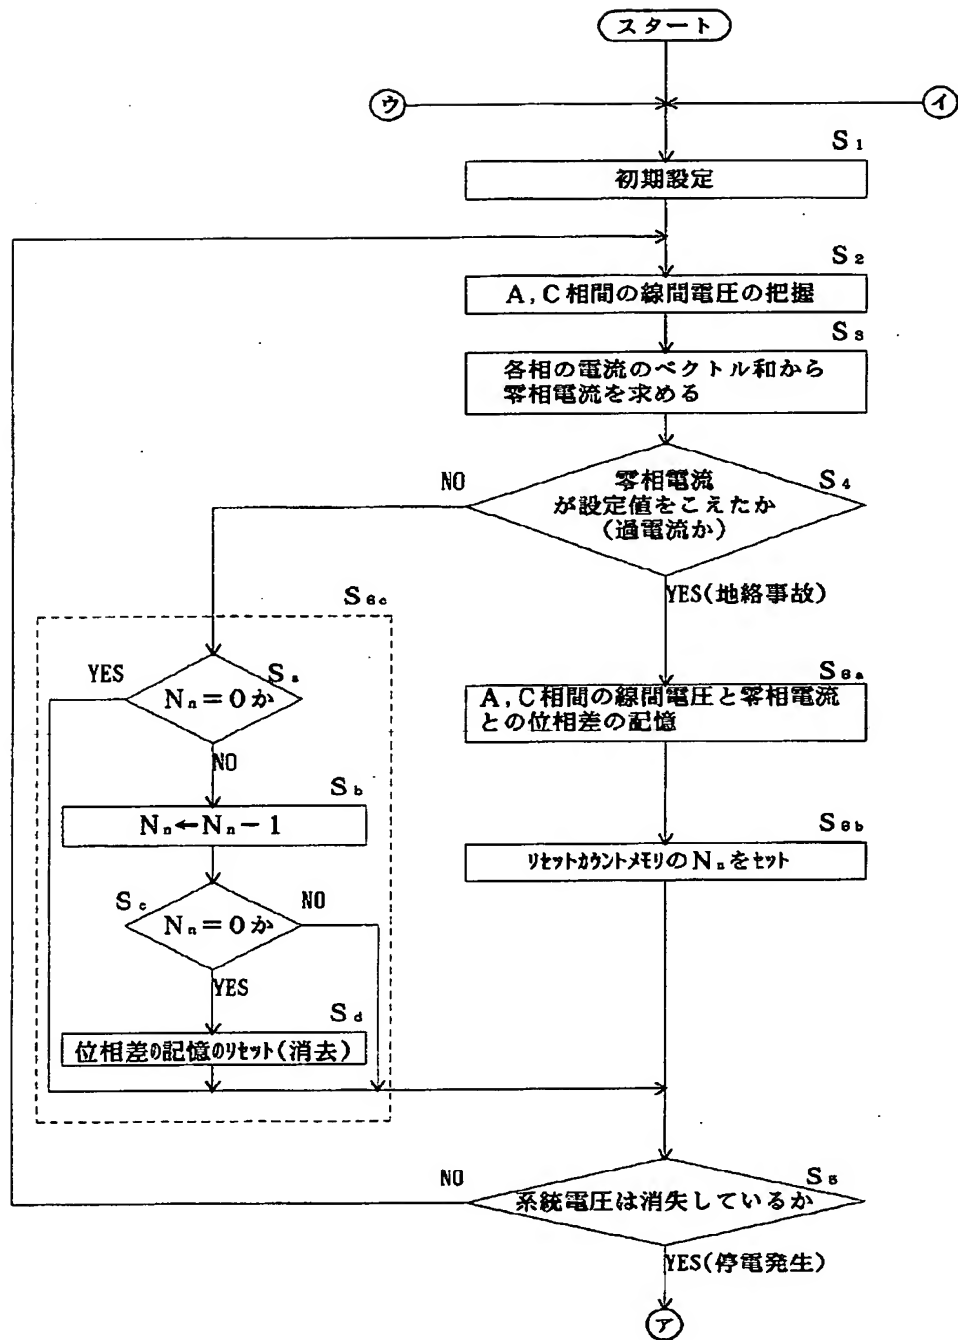 スタート
ウ
イ
S₁
初期設定
S₂
A,C相間の線間電圧の把握
S₃
各相の電流のベクトル和から
零相電流を求める
NO
零相電流
が設定値をこえたか
(過電流か)
S₄
YES(地絡事故)
S₆c
YES
Sₐ
Nₙ=0か
NO
S₆ₐ
A,C相間の線間電圧と零相電流
との位相差の記憶
Sb
Nₙ←Nₙ-1
S₆b
リセットカウントメモリのNₙをセット
Sc
Nₙ=0か
NO
YES
Sd
位相差の記憶のリセット(消去)
NO
S₅
系統電圧は消失しているか
YES(停電発生)
ア